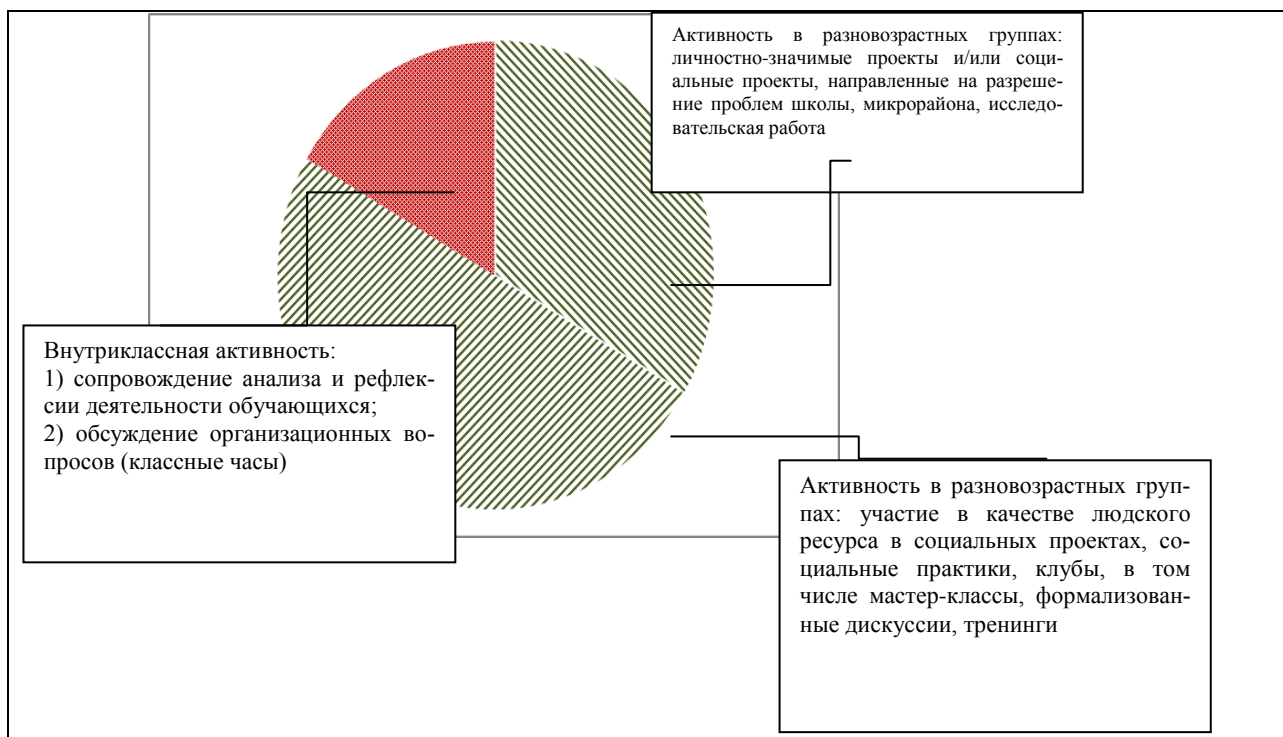 Активность в разновозрастных группах:
личностно-значимые проекты и/или соци-
альные проекты, направленные на разреше-
ние проблем школы, микрорайона, исследо-
вательская работа
Внутриклассная активность:
1) сопровождение анализа и рефлек-
сии деятельности обучающихся;
2) обсуждение организационных во-
просов (классные часы)
Активность в разновозрастных груп-
пах: участие в качестве людского
ресурса в социальных проектах, со-
циальные практики, клубы, в том
числе мастер-классы, формализован-
ные дискуссии, тренинги